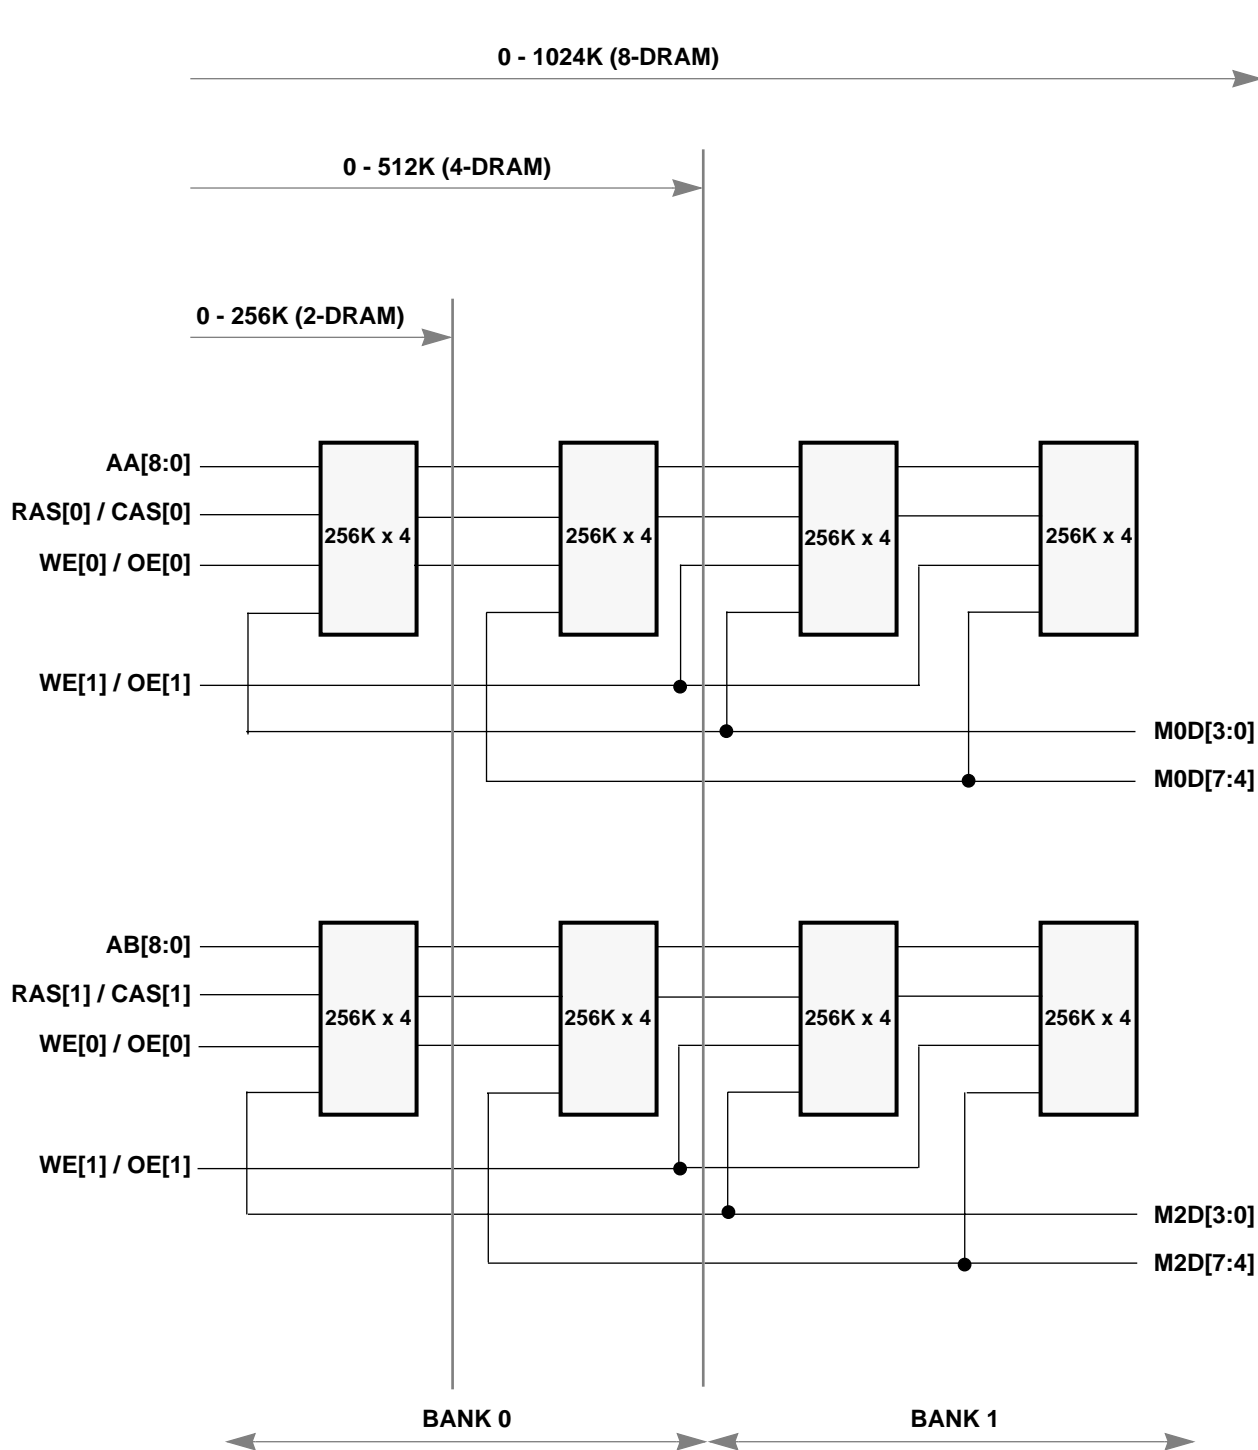 0 - 1024K (8-DRAM)
0 - 512K (4-DRAM)
0 - 256K (2-DRAM)
AA[8:0]
RAS[0] / CAS[0]
256K x 4 256K x 4 256K x 4 256K x 4
WE[0] / OE[0]
WE[1] / OE[1]
M0D[3:0]
M0D[7:4]
AB[8:0]
RAS[1] / CAS[1]
256K x 4 256K x 4 256K x 4 256K x 4
WE[0] / OE[0]
WE[1] / OE[1]
M2D[3:0]
M2D[7:4]
BANK 0 BANK 1